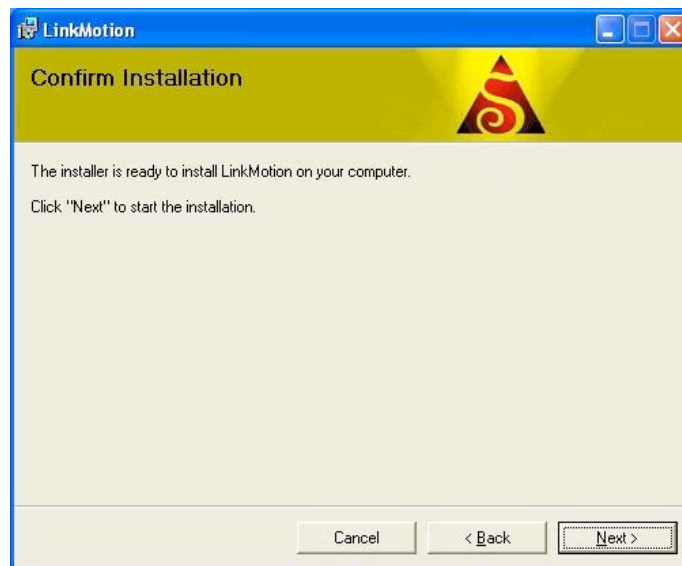 LinkMotion
Confirm Installation
The installer is ready to install LinkMotion on your computer.
Click "Next" to start the installation.
Cancel
< Back
Next >